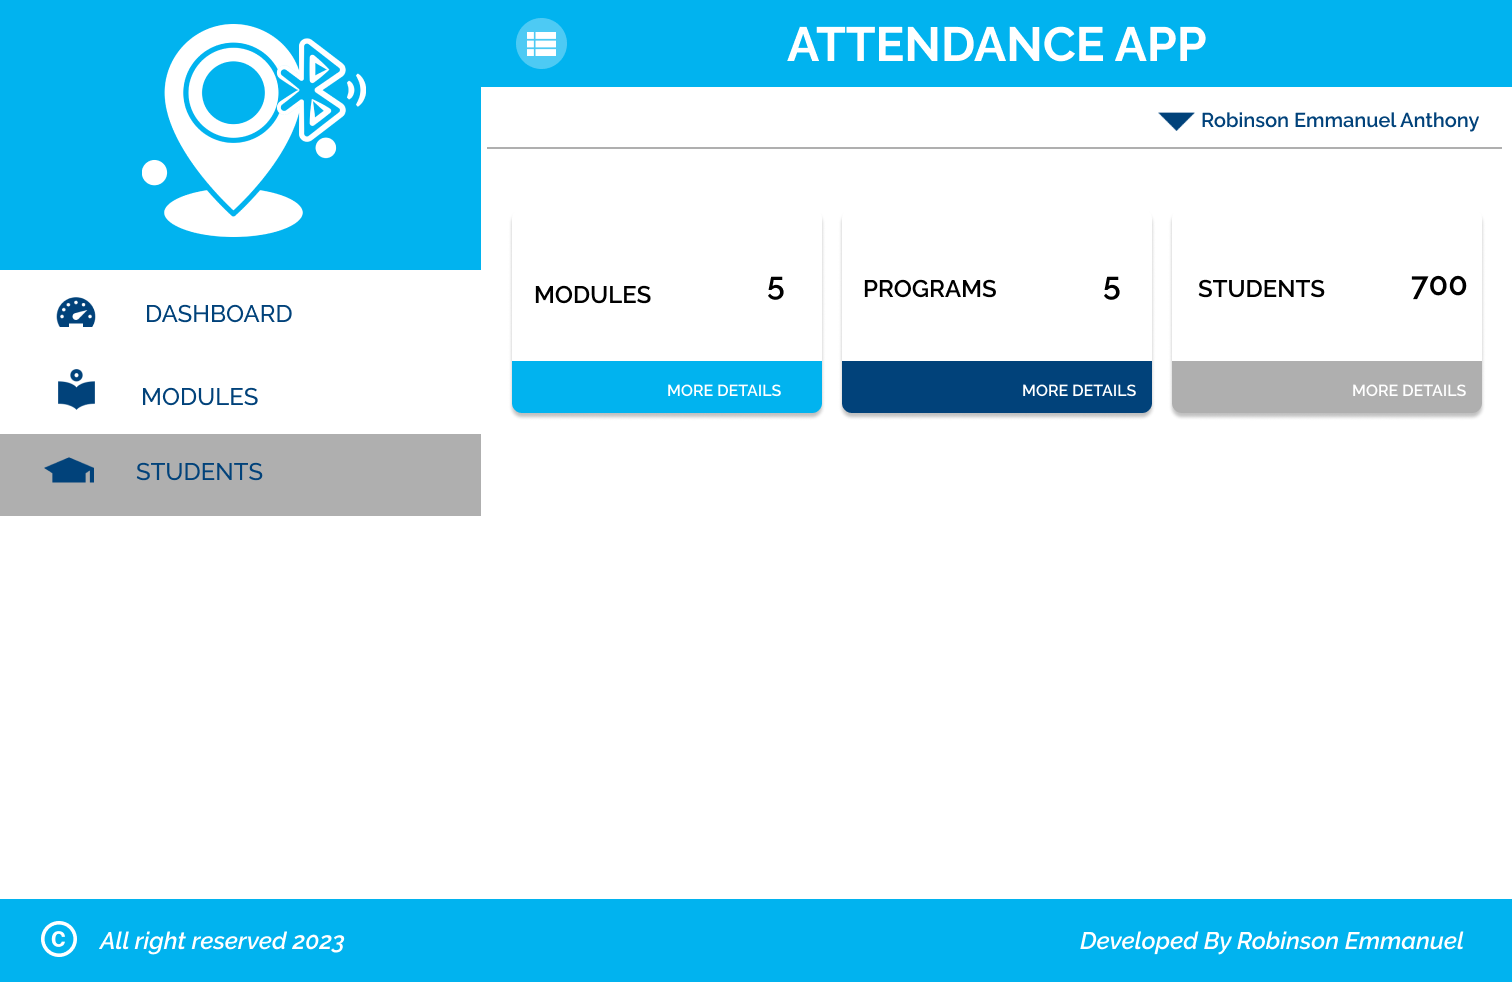 ATTENDANCE APP
Robinson Emmanuel Anthony
DASHBOARD
MODULES
STUDENTS
MODULES 5
MORE DETAILS
PROGRAMS 5
MORE DETAILS
STUDENTS 700
MORE DETAILS
© All right reserved 2023
Developed By Robinson Emmanuel